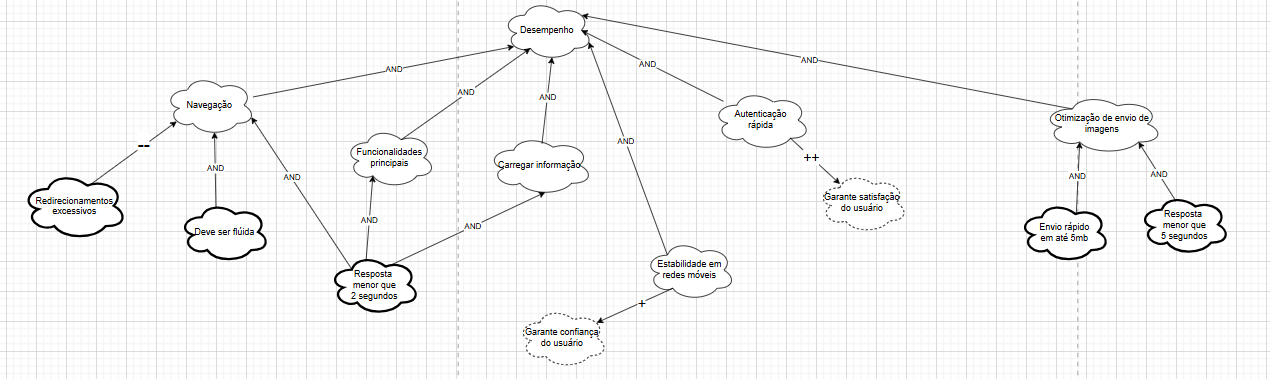 Desempenho
AND
AND
AND
AND
AND
AND
Navegação
Otimização de envio de
imagens
Autenticação
rápida
Funcionalidades
principais
Carregar informação
--
++
AND
AND
AND
AND
AND
AND
Redirecionamentos
excessivos
Deve ser flúida
Garante satisfação
do usuário
Envio rápido
em até 5mb
Resposta
menor que
5 segundos
Resposta
menor que
2 segundos
Estabilidade em
redes móveis
+
Garante confiança
do usuário